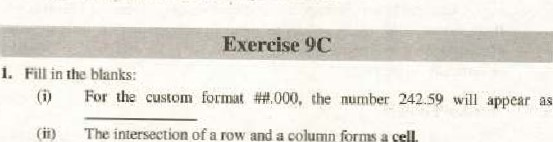 Exercise 9C
1. Fill in the blanks:
(i) For the custom format ##.000, the number 242.59 will appear as
____________
(ii) The intersection of a row and a column forms a cell.